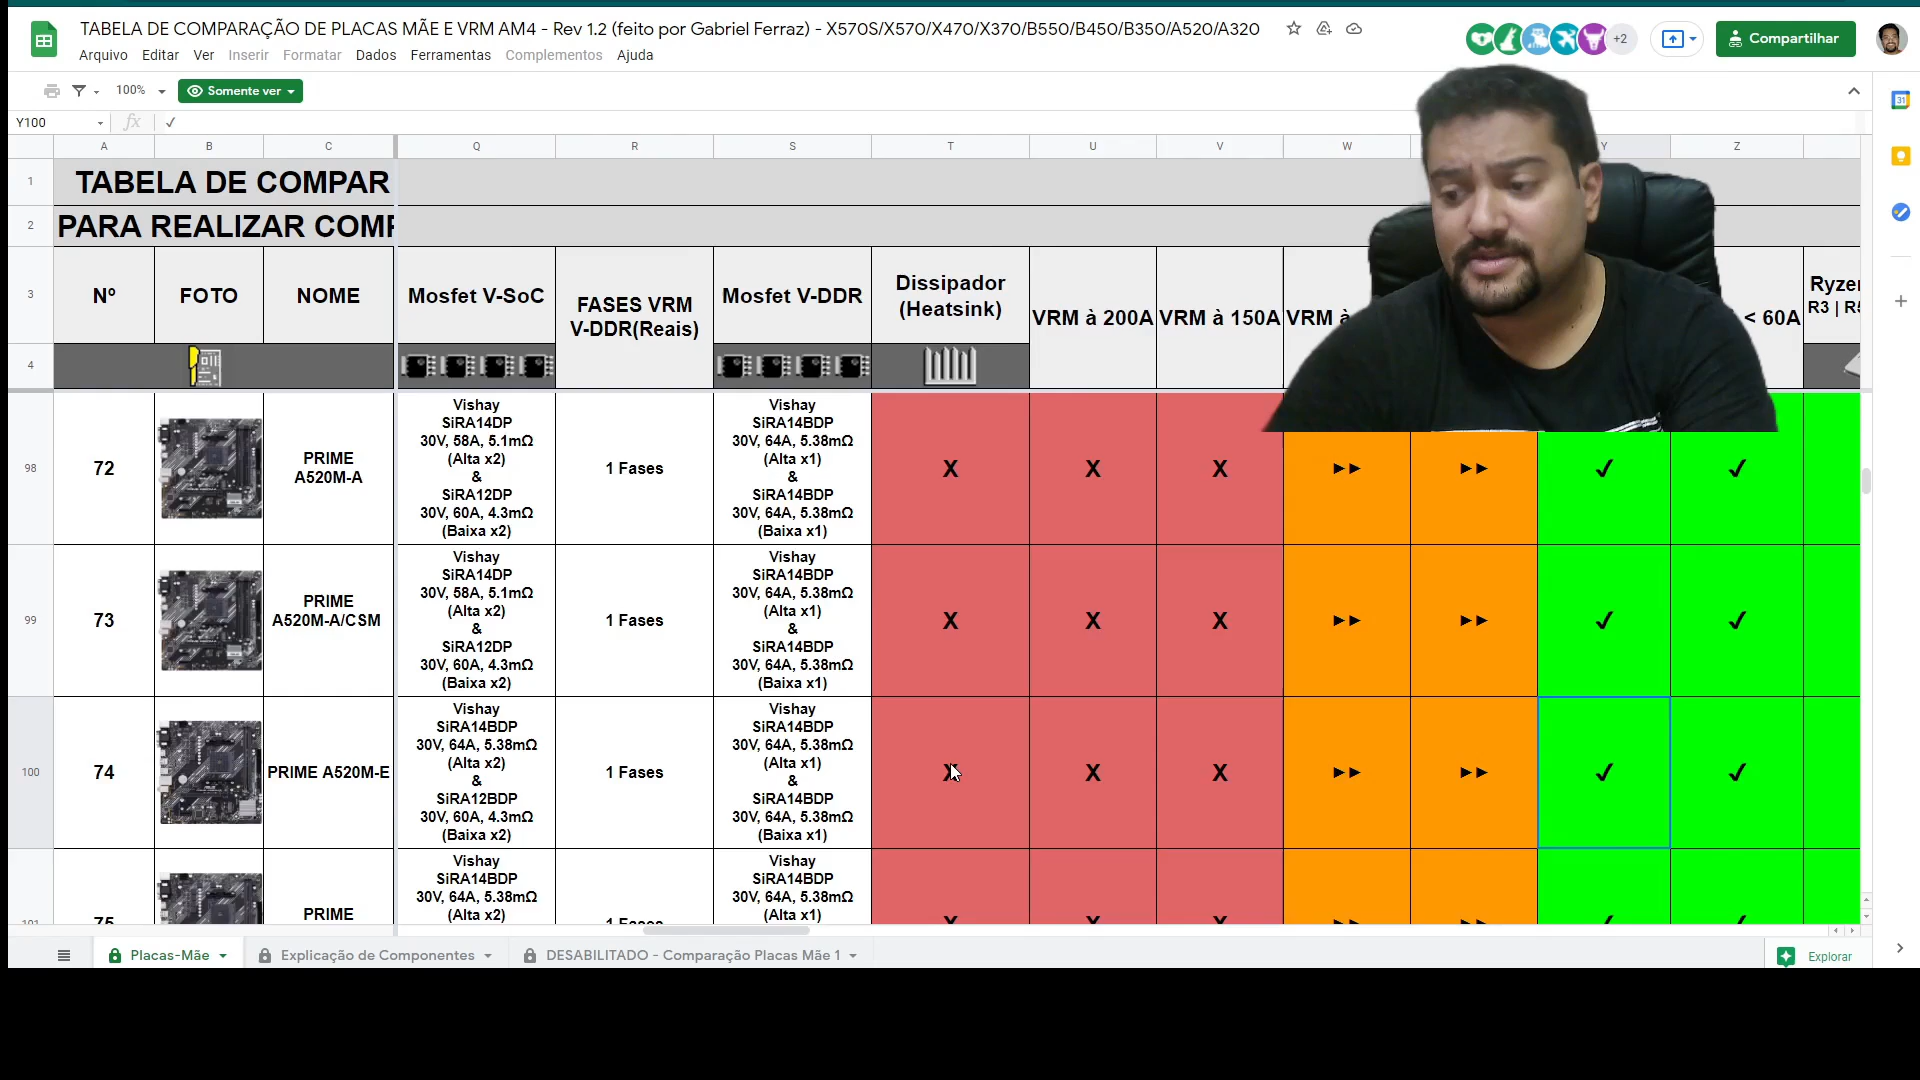 TABELA DE COMPARAÇÃO DE PLACAS MÃE E VRM AM4 - Rev 1.2 (feito por Gabriel Ferraz) - X570S/X570/X470/X370/B550/B450/B350/A520/A320
+2
Compartilhar
Arquivo Editar Ver Inserir Formatar Dados Ferramentas Complementos Ajuda
100% Somente ver
31
Y100 fx ✓
A B C Q R S T U V W Y Z
1 TABELA DE COMPAR
2 PARA REALIZAR COMP
3 Nº FOTO NOME Mosfet V-SoC FASES VRM V-DDR(Reais) Mosfet V-DDR Dissipador (Heatsink) VRM à 200A VRM à 150A VRM à < 60A
R3 |
4
98 72 PRIME A520M-A
Vishay
SiRA14DP
30V, 58A, 5.1mΩ
(Alta x2)
&
SiRA12DP
30V, 60A, 4.3mΩ
(Baixa x2)
1 Fases
Vishay
SiRA14BDP
30V, 64A, 5.38mΩ
(Alta x1)
&
SiRA14BDP
30V, 64A, 5.38mΩ
(Baixa x1)
X X X ►► ►► ✓ ✓
99 73 PRIME A520M-A/CSM
Vishay
SiRA14DP
30V, 58A, 5.1mΩ
(Alta x2)
&
SiRA12DP
30V, 60A, 4.3mΩ
(Baixa x2)
1 Fases
Vishay
SiRA14BDP
30V, 64A, 5.38mΩ
(Alta x1)
&
SiRA14BDP
30V, 64A, 5.38mΩ
(Baixa x1)
X X X ►► ►► ✓ ✓
100 74 PRIME A520M-E
Vishay
SiRA14BDP
30V, 64A, 5.38mΩ
(Alta x2)
&
SiRA12BDP
30V, 60A, 4.3mΩ
(Baixa x2)
1 Fases
Vishay
SiRA14BDP
30V, 64A, 5.38mΩ
(Alta x1)
&
SiRA14BDP
30V, 64A, 5.38mΩ
(Baixa x1)
X X X ►► ►► ✓ ✓
101 75 PRIME
Vishay
SiRA14BDP
30V, 64A, 5.38mΩ
(Alta x2)
1 Fases
Vishay
SiRA14BDP
30V, 64A, 5.38mΩ
(Alta x1)
X X X ►► ►► ✓ ✓
Placas-Mãe Explicação de Componentes DESABILITADO - Comparação Placas Mãe 1 Explorar